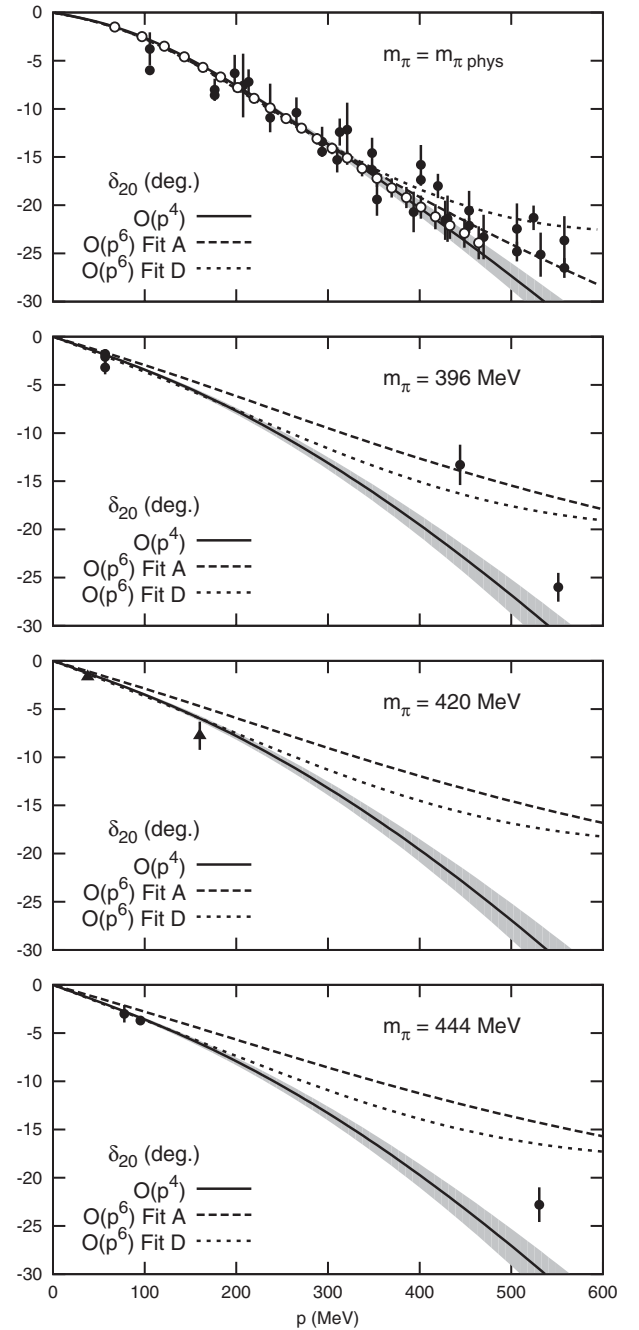 0
-5
-10
-15
-20
-25
-30
m_π = m_π phys
δ_20 (deg.)
O(p^4)
O(p^6) Fit A
O(p^6) Fit D
0
-5
-10
-15
-20
-25
-30
m_π = 396 MeV
δ_20 (deg.)
O(p^4)
O(p^6) Fit A
O(p^6) Fit D
0
-5
-10
-15
-20
-25
-30
m_π = 420 MeV
δ_20 (deg.)
O(p^4)
O(p^6) Fit A
O(p^6) Fit D
0
-5
-10
-15
-20
-25
-30
m_π = 444 MeV
δ_20 (deg.)
O(p^4)
O(p^6) Fit A
O(p^6) Fit D
0 100 200 300 400 500 600
p (MeV)